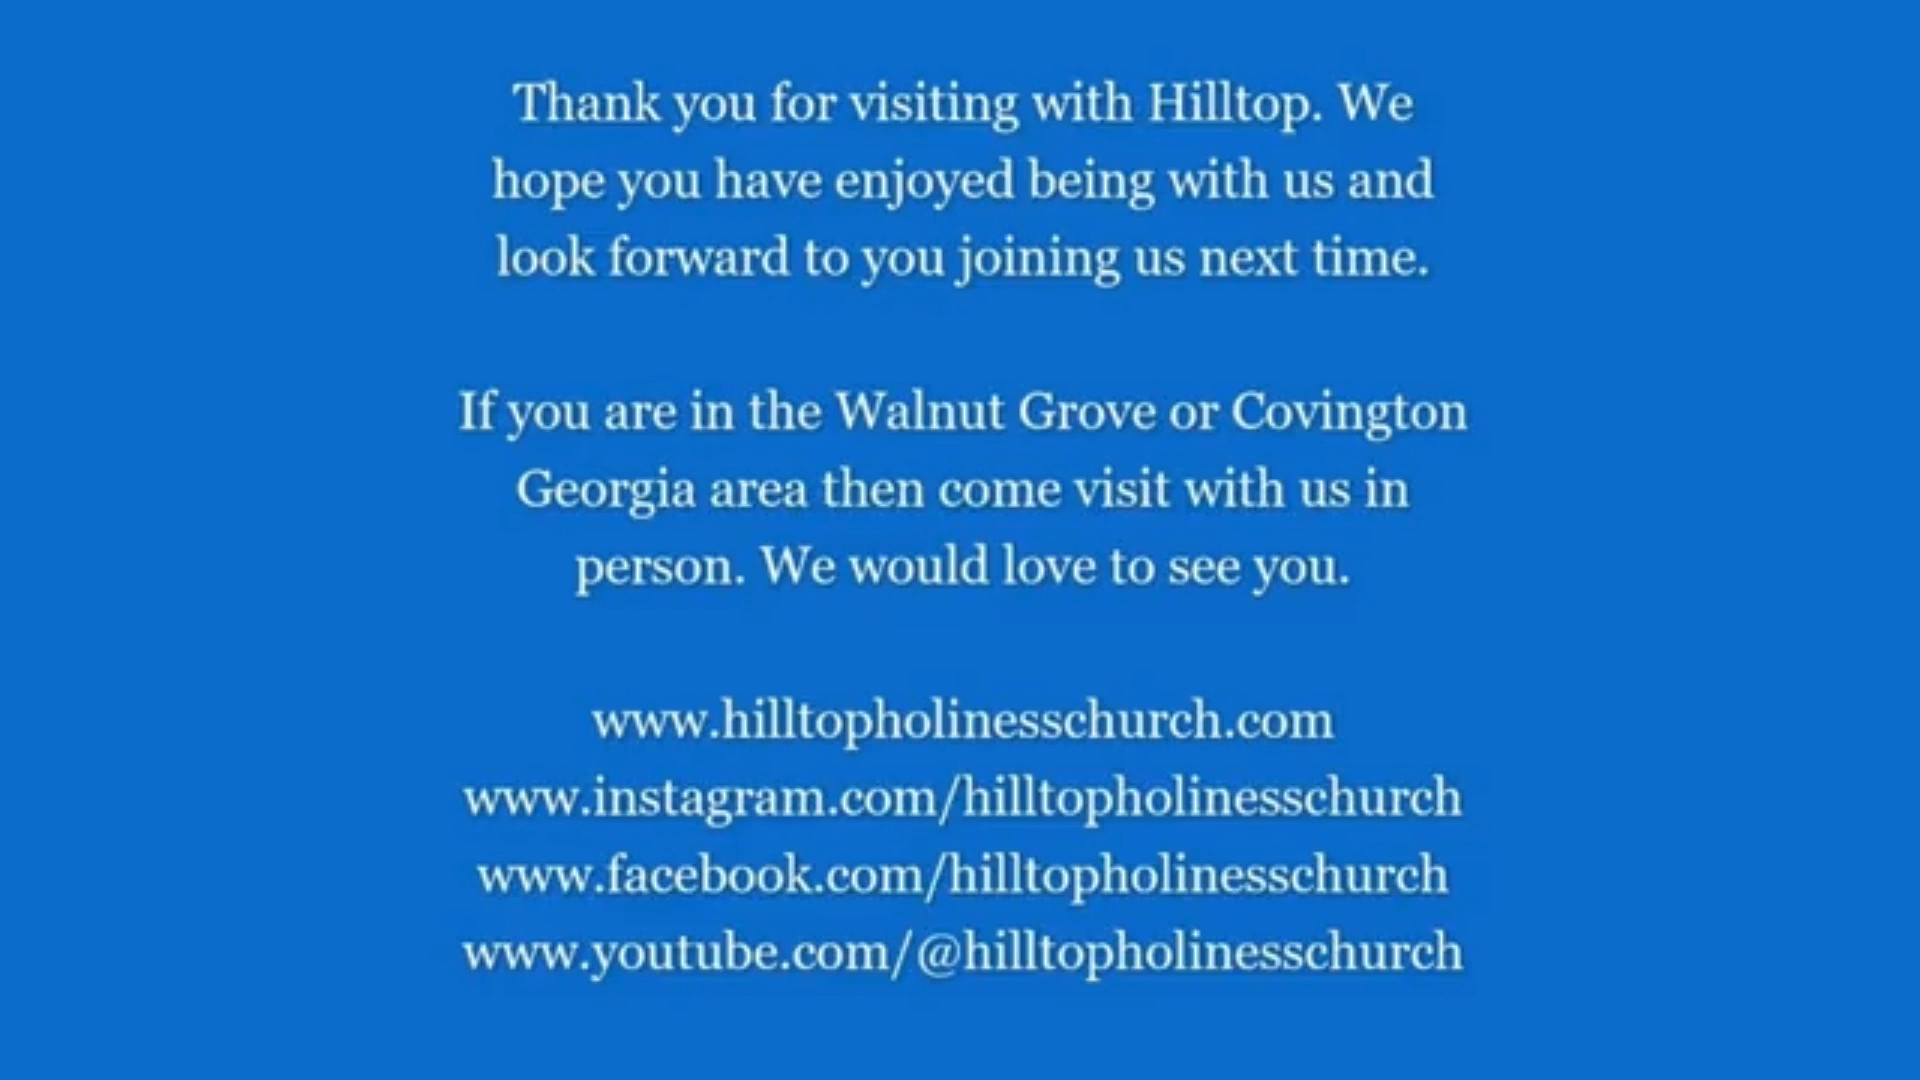 Thank you for visiting with Hilltop. We
hope you have enjoyed being with us and
look forward to you joining us next time.
If you are in the Walnut Grove or Covington
Georgia area then come visit with us in
person. We would love to see you.
www.hilltopholinesschurch.com
www.instagram.com/hilltopholinesschurch
www.facebook.com/hilltopholinesschurch
www.youtube.com/@hilltopholinesschurch